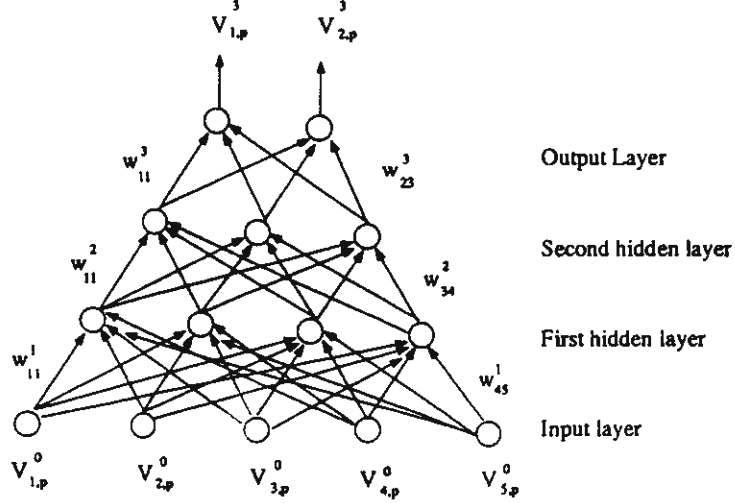 V^3_{1,p} V^3_{2,p}
w^3_{11} w^3_{23} Output Layer
w^2_{11} w^2_{34} Second hidden layer
w^1_{11} w^1_{45} First hidden layer
Input layer
V^0_{1,p} V^0_{2,p} V^0_{3,p} V^0_{4,p} V^0_{5,p}